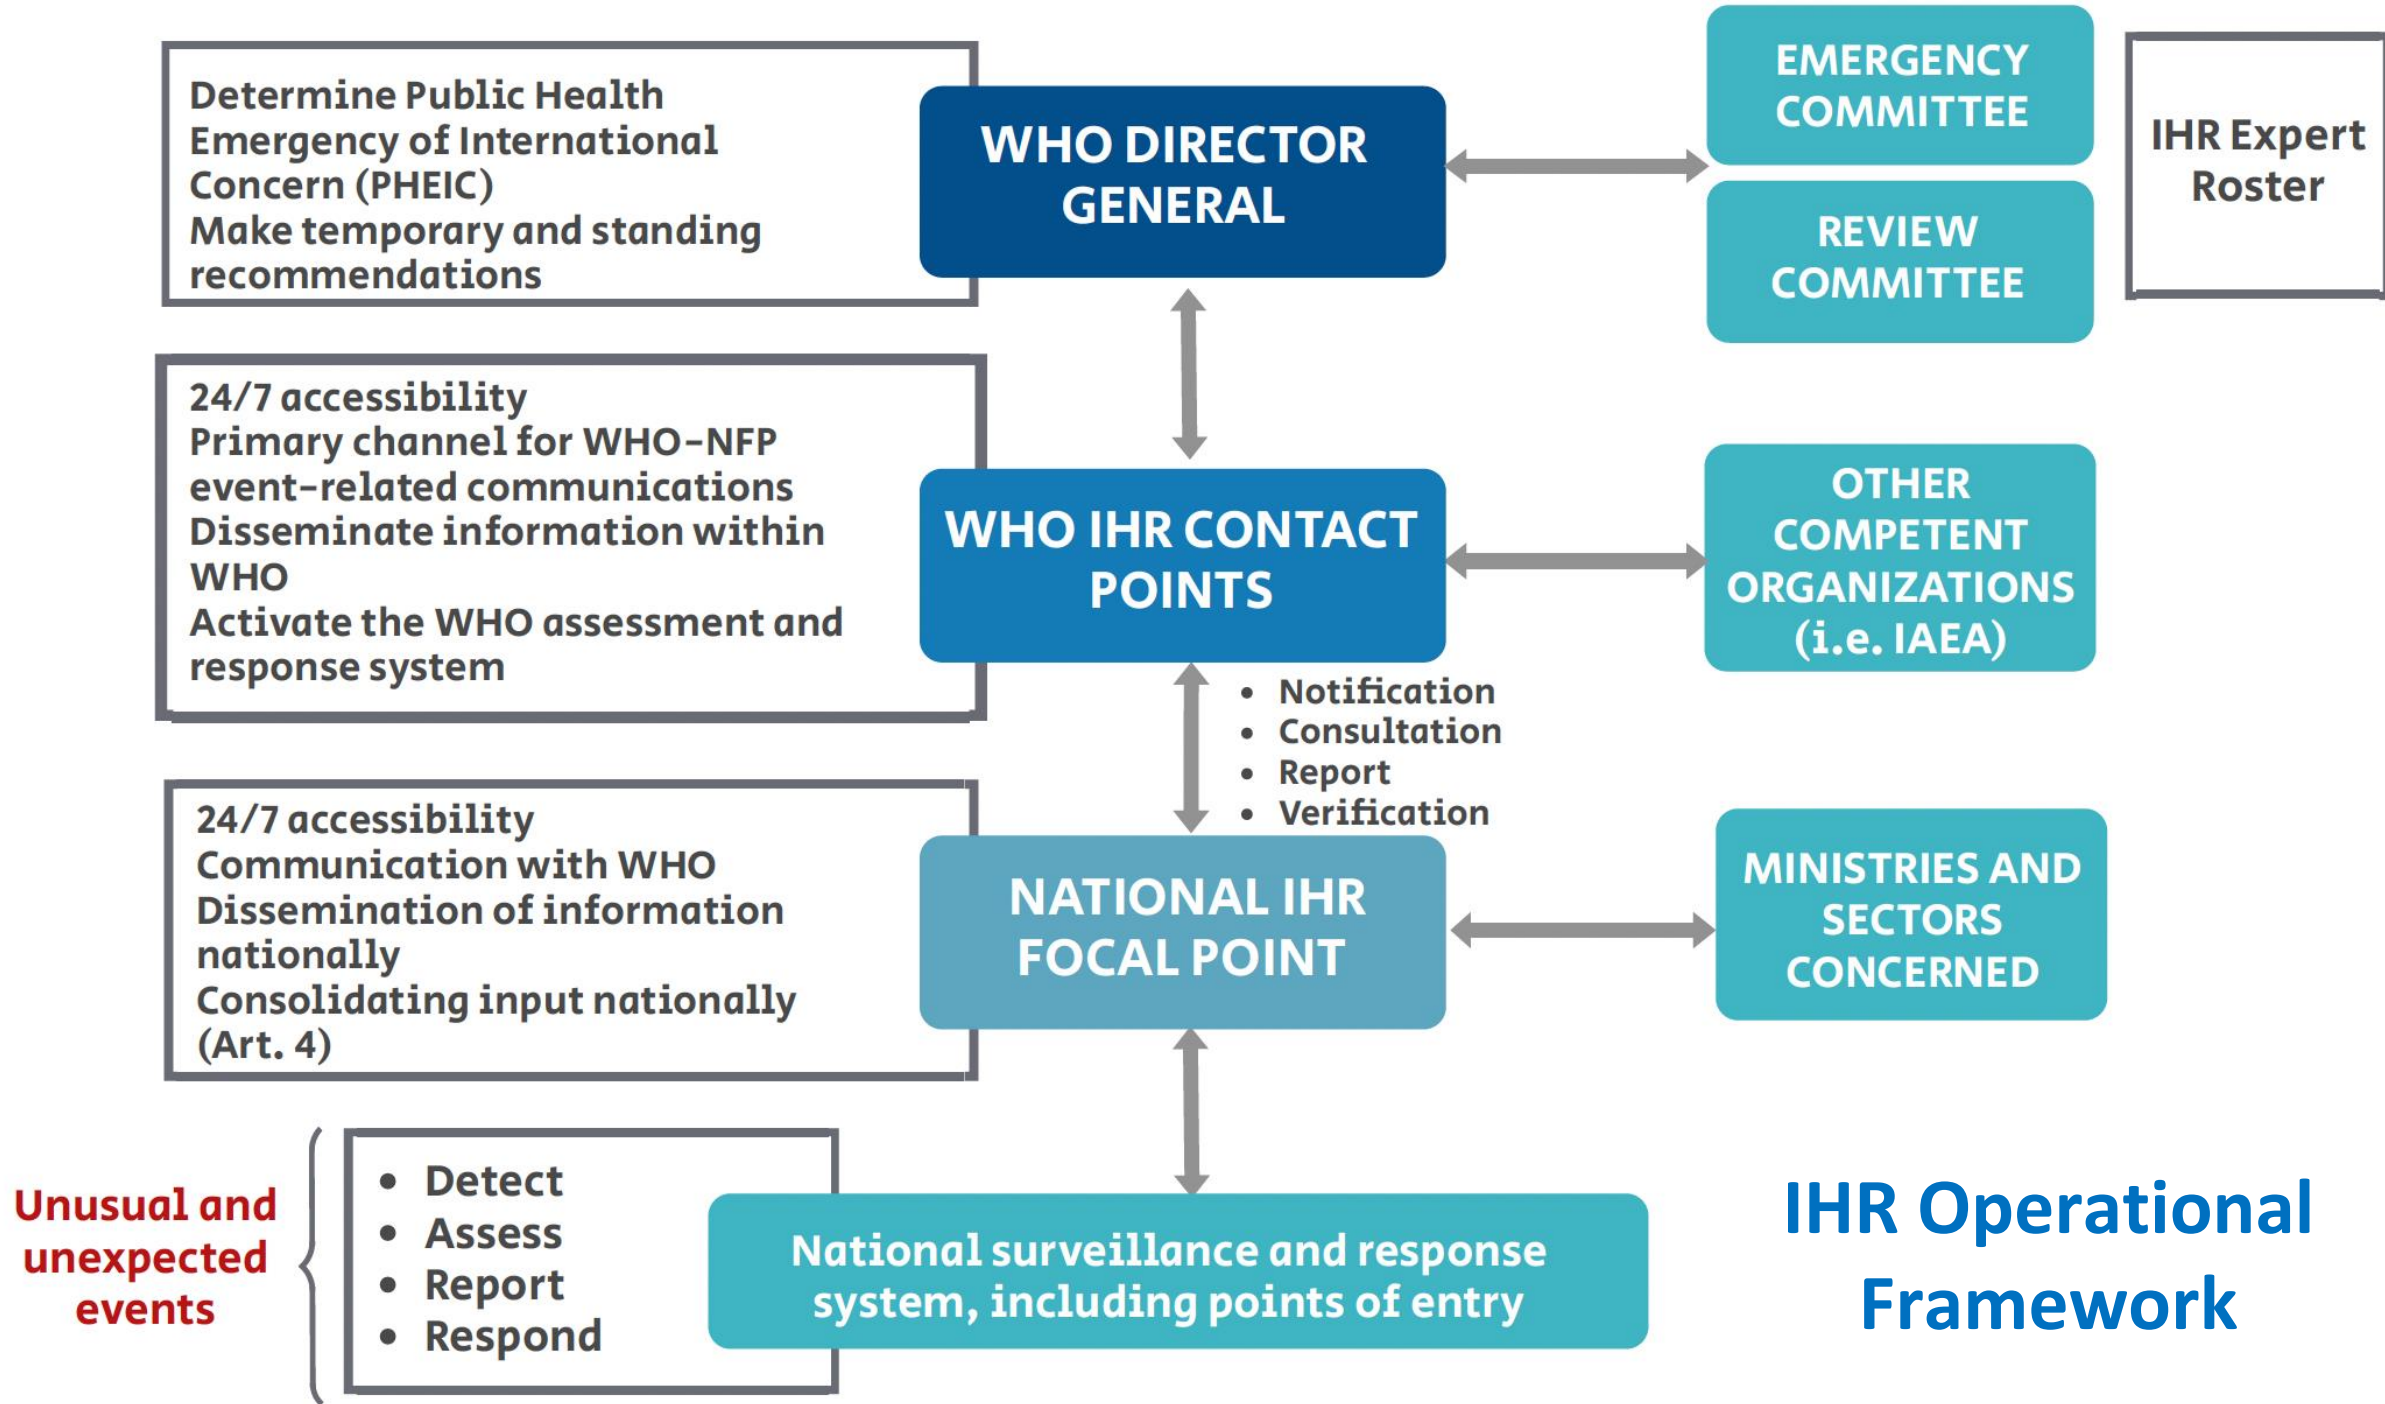 Determine Public Health
Emergency of International
Concern (PHEIC)
Make temporary and standing
recommendations
WHO DIRECTOR
GENERAL
EMERGENCY
COMMITTEE
REVIEW
COMMITTEE
IHR Expert
Roster
24/7 accessibility
Primary channel for WHO-NFP
event-related communications
Disseminate information within
WHO
Activate the WHO assessment and
response system
WHO IHR CONTACT
POINTS
OTHER
COMPETENT
ORGANIZATIONS
(i.e. IAEA)
• Notification
• Consultation
• Report
• Verification
24/7 accessibility
Communication with WHO
Dissemination of information
nationally
Consolidating input nationally
(Art. 4)
NATIONAL IHR
FOCAL POINT
MINISTRIES AND
SECTORS
CONCERNED
Unusual and
unexpected
events
• Detect
• Assess
• Report
• Respond
National surveillance and response
system, including points of entry
IHR Operational
Framework